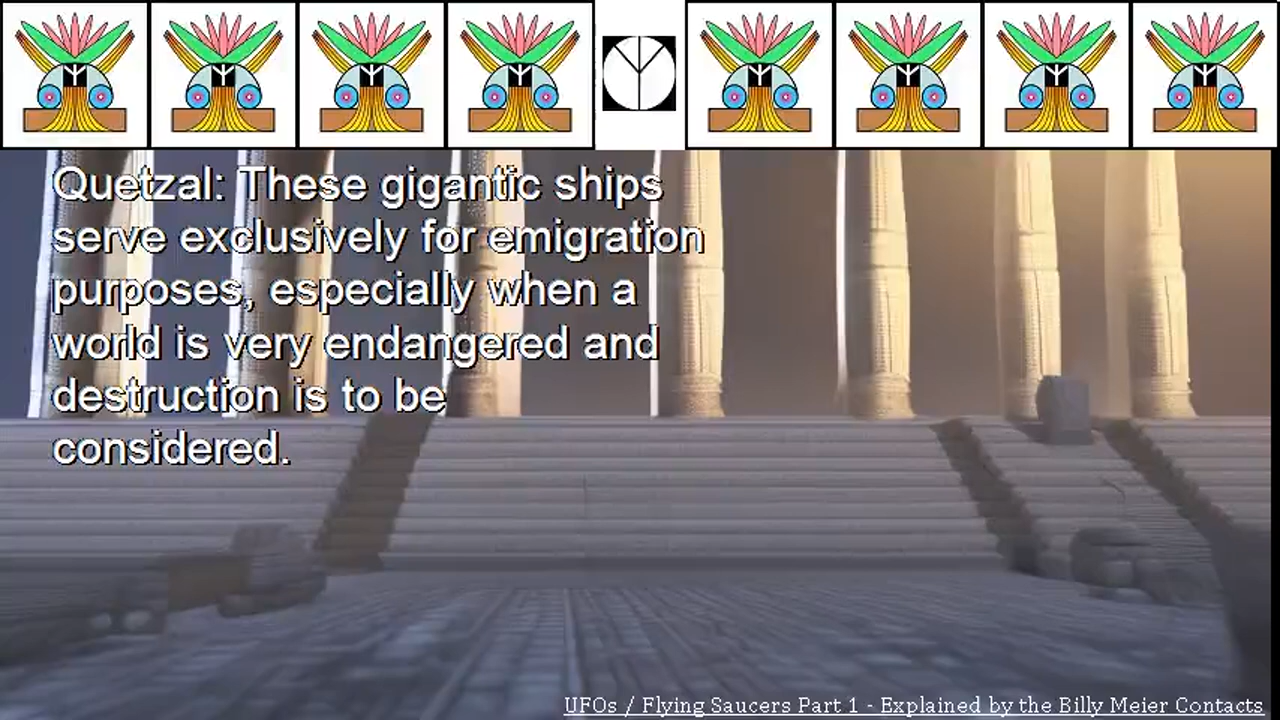 Quetzal: These gigantic ships
serve exclusively for emigration
purposes, especially when a
world is very endangered and
destruction is to be
considered.
UFOs / Flying Saucers Part 1 - Explained by the Billy Meier Contacts